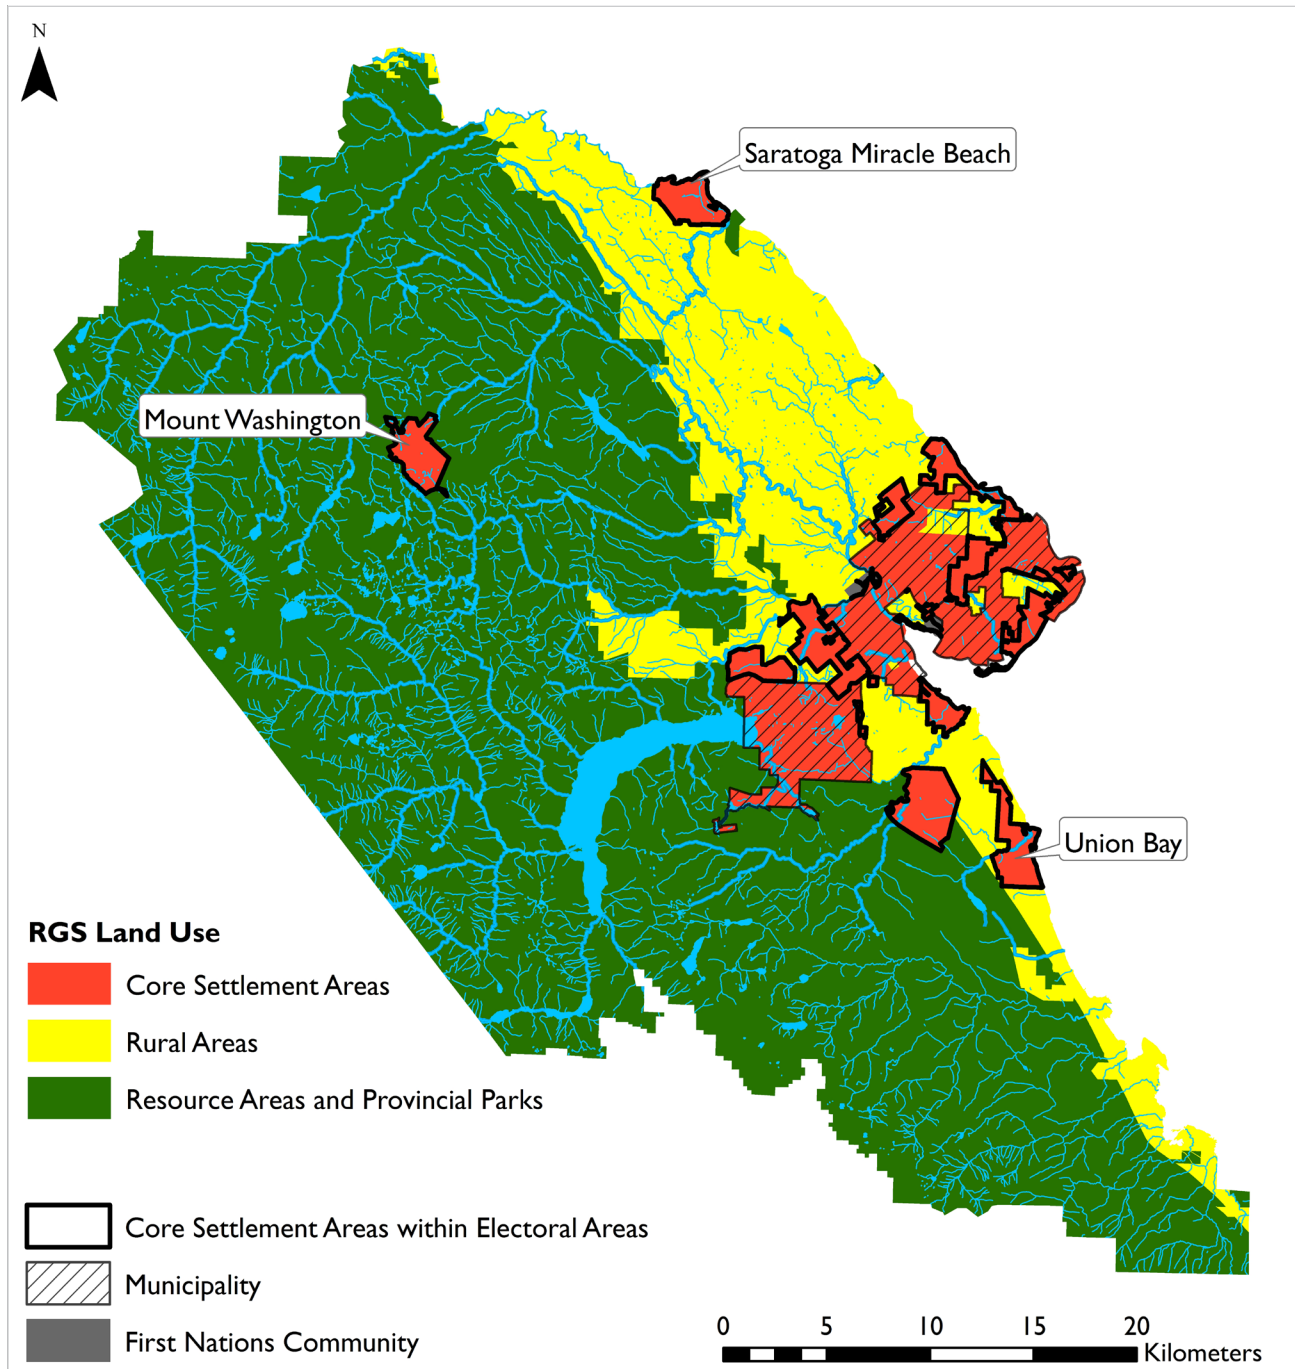 N
Saratoga Miracle Beach
Mount Washington
Union Bay
RGS Land Use
Core Settlement Areas
Rural Areas
Resource Areas and Provincial Parks
Core Settlement Areas within Electoral Areas
Municipality
First Nations Community
0 5 10 15 20
Kilometers